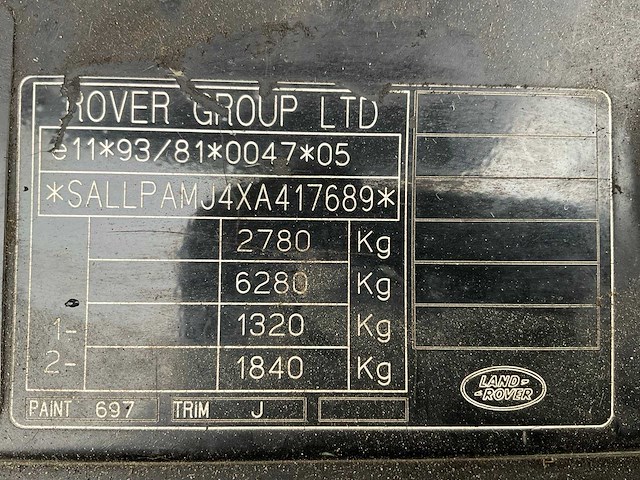 ROVER GROUP LTD
e11*93/81*0047*05
*SALLPAMJ4XA417689*
2780 Kg
6280 Kg
1- 1320 Kg
2- 1840 Kg
PAINT 697 TRIM J
LAND-
-ROVER